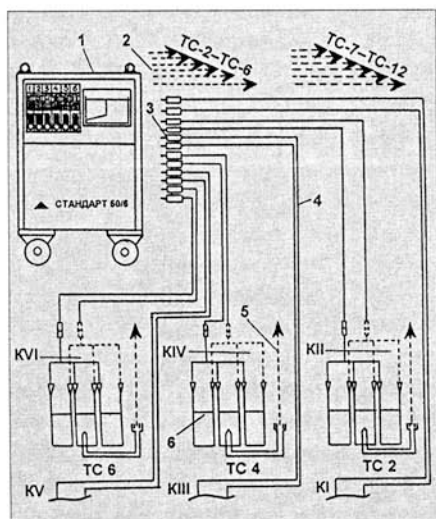 1
2
ТС-2–ТС-6
ТС-7–ТС-12
1 2 3 4 5 6
3
СТАНДАРТ 50/6
4
5
KVI
KIV
KII
6
ТС 6
ТС 4
ТС 2
KV
KIII
KI